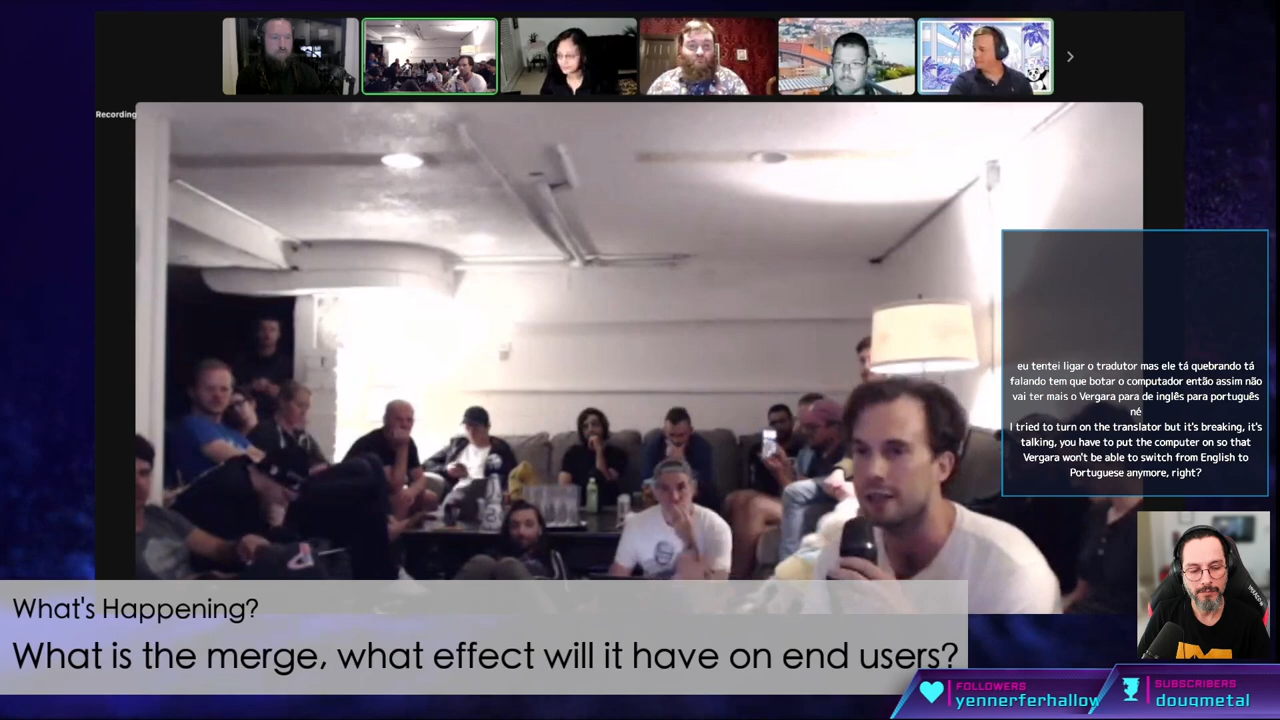 Recording
eu tentei ligar o tradutor mas ele tá quebrando tá
falando tem que botar o computador então assim não
vai ter mais o Vergara para de inglês para português
né
I tried to turn on the translator but it's breaking, it's
talking, you have to put the computer on so that
Vergara won't be able to switch from English to
Portuguese anymore, right?
What's Happening?
What is the merge, what effect will it have on end users?
FOLLOWERS
yennerferhallow
SUBSCRIBERS
douqmetal